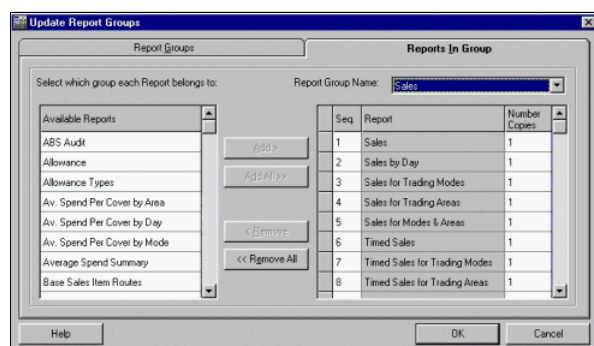 Update Report Groups
Report Groups
Reports In Group
Select which group each Report belongs to:
Report Group Name: Sales
Available Reports
ABS Audit
Allowance
Allowance Types
Av. Spend Per Cover by Area
Av. Spend Per Cover by Day
Av. Spend Per Cover by Mode
Average Spend Summary
Base Sales Item Routes
Add >
Add All >>
< Remove
<< Remove All
Seq. Report Number Copies
1 Sales 1
2 Sales by Day 1
3 Sales for Trading Modes 1
4 Sales for Trading Areas 1
5 Sales for Modes & Areas 1
6 Timed Sales 1
7 Timed Sales for Trading Modes 1
8 Timed Sales for Trading Areas 1
Help
OK
Cancel